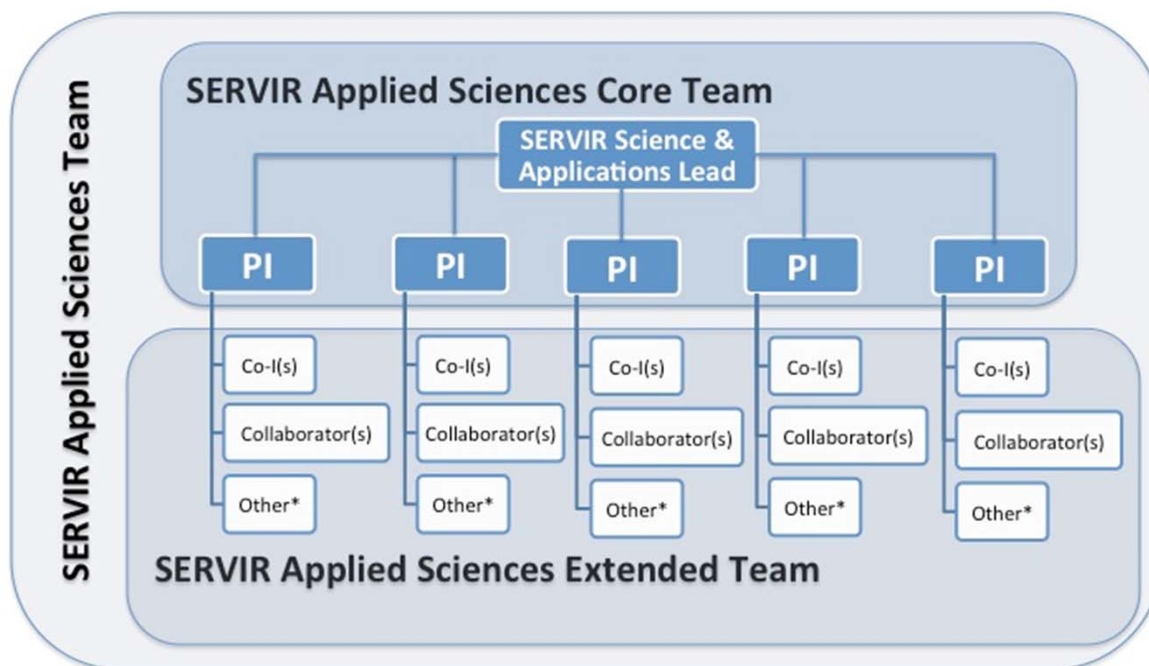 SERVIR Applied Sciences Team
SERVIR Applied Sciences Core Team
SERVIR Science &
Applications Lead
PI
PI
PI
PI
PI
Co-I(s)
Co-I(s)
Co-I(s)
Co-I(s)
Co-I(s)
Collaborator(s)
Collaborator(s)
Collaborator(s)
Collaborator(s)
Collaborator(s)
Other*
Other*
Other*
Other*
Other*
SERVIR Applied Sciences Extended Team